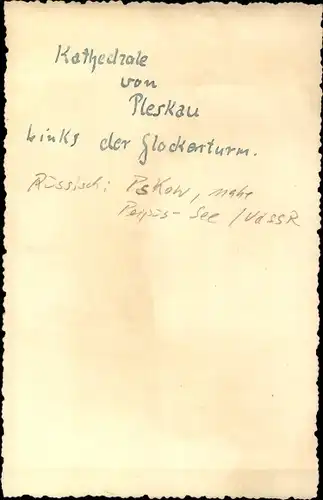 Kathedrale
von
Pleskau
Links der Glockenturm.
Russisch: Pskow, nahe
Peipus-See /UdSSR